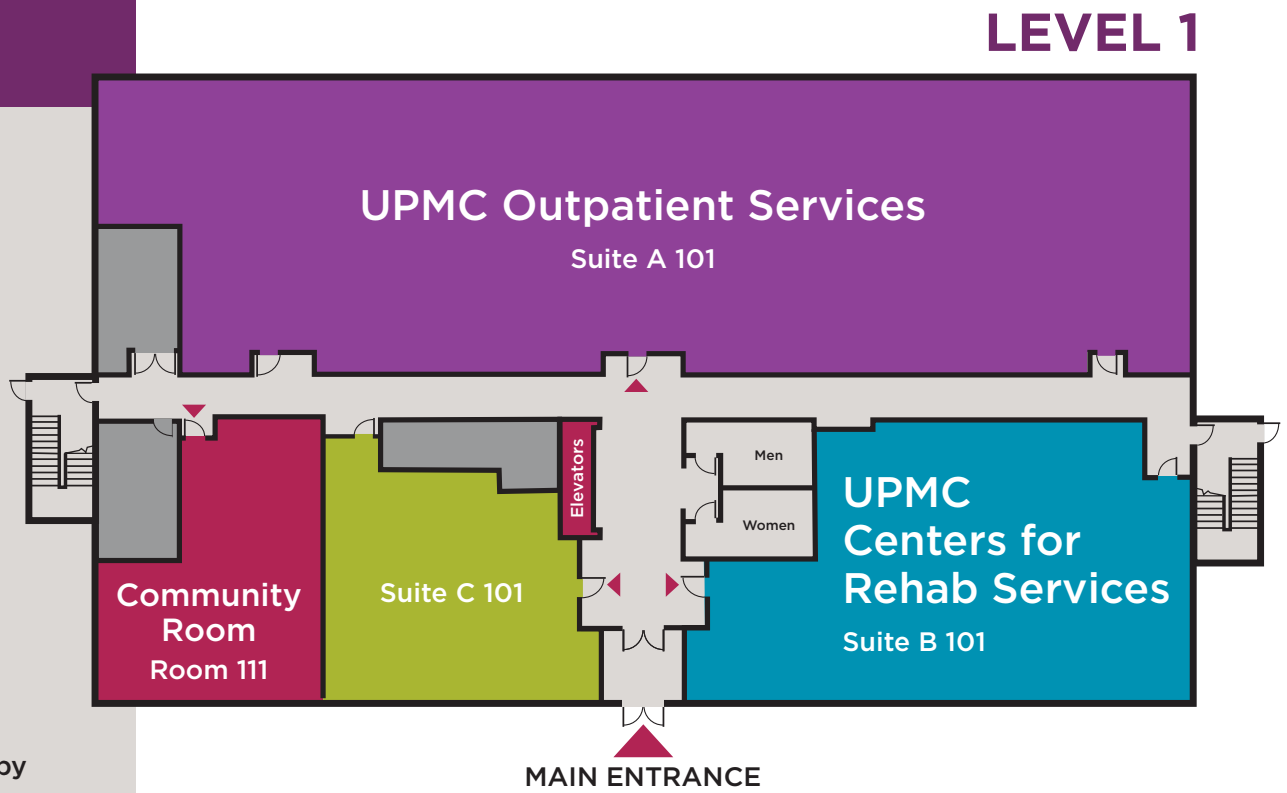 LEVEL 1
UPMC Outpatient Services
Suite A 101
Elevators
Men
Women
UPMC
Centers for
Rehab Services
Suite B 101
Suite C 101
Community
Room
Room 111
MAIN ENTRANCE